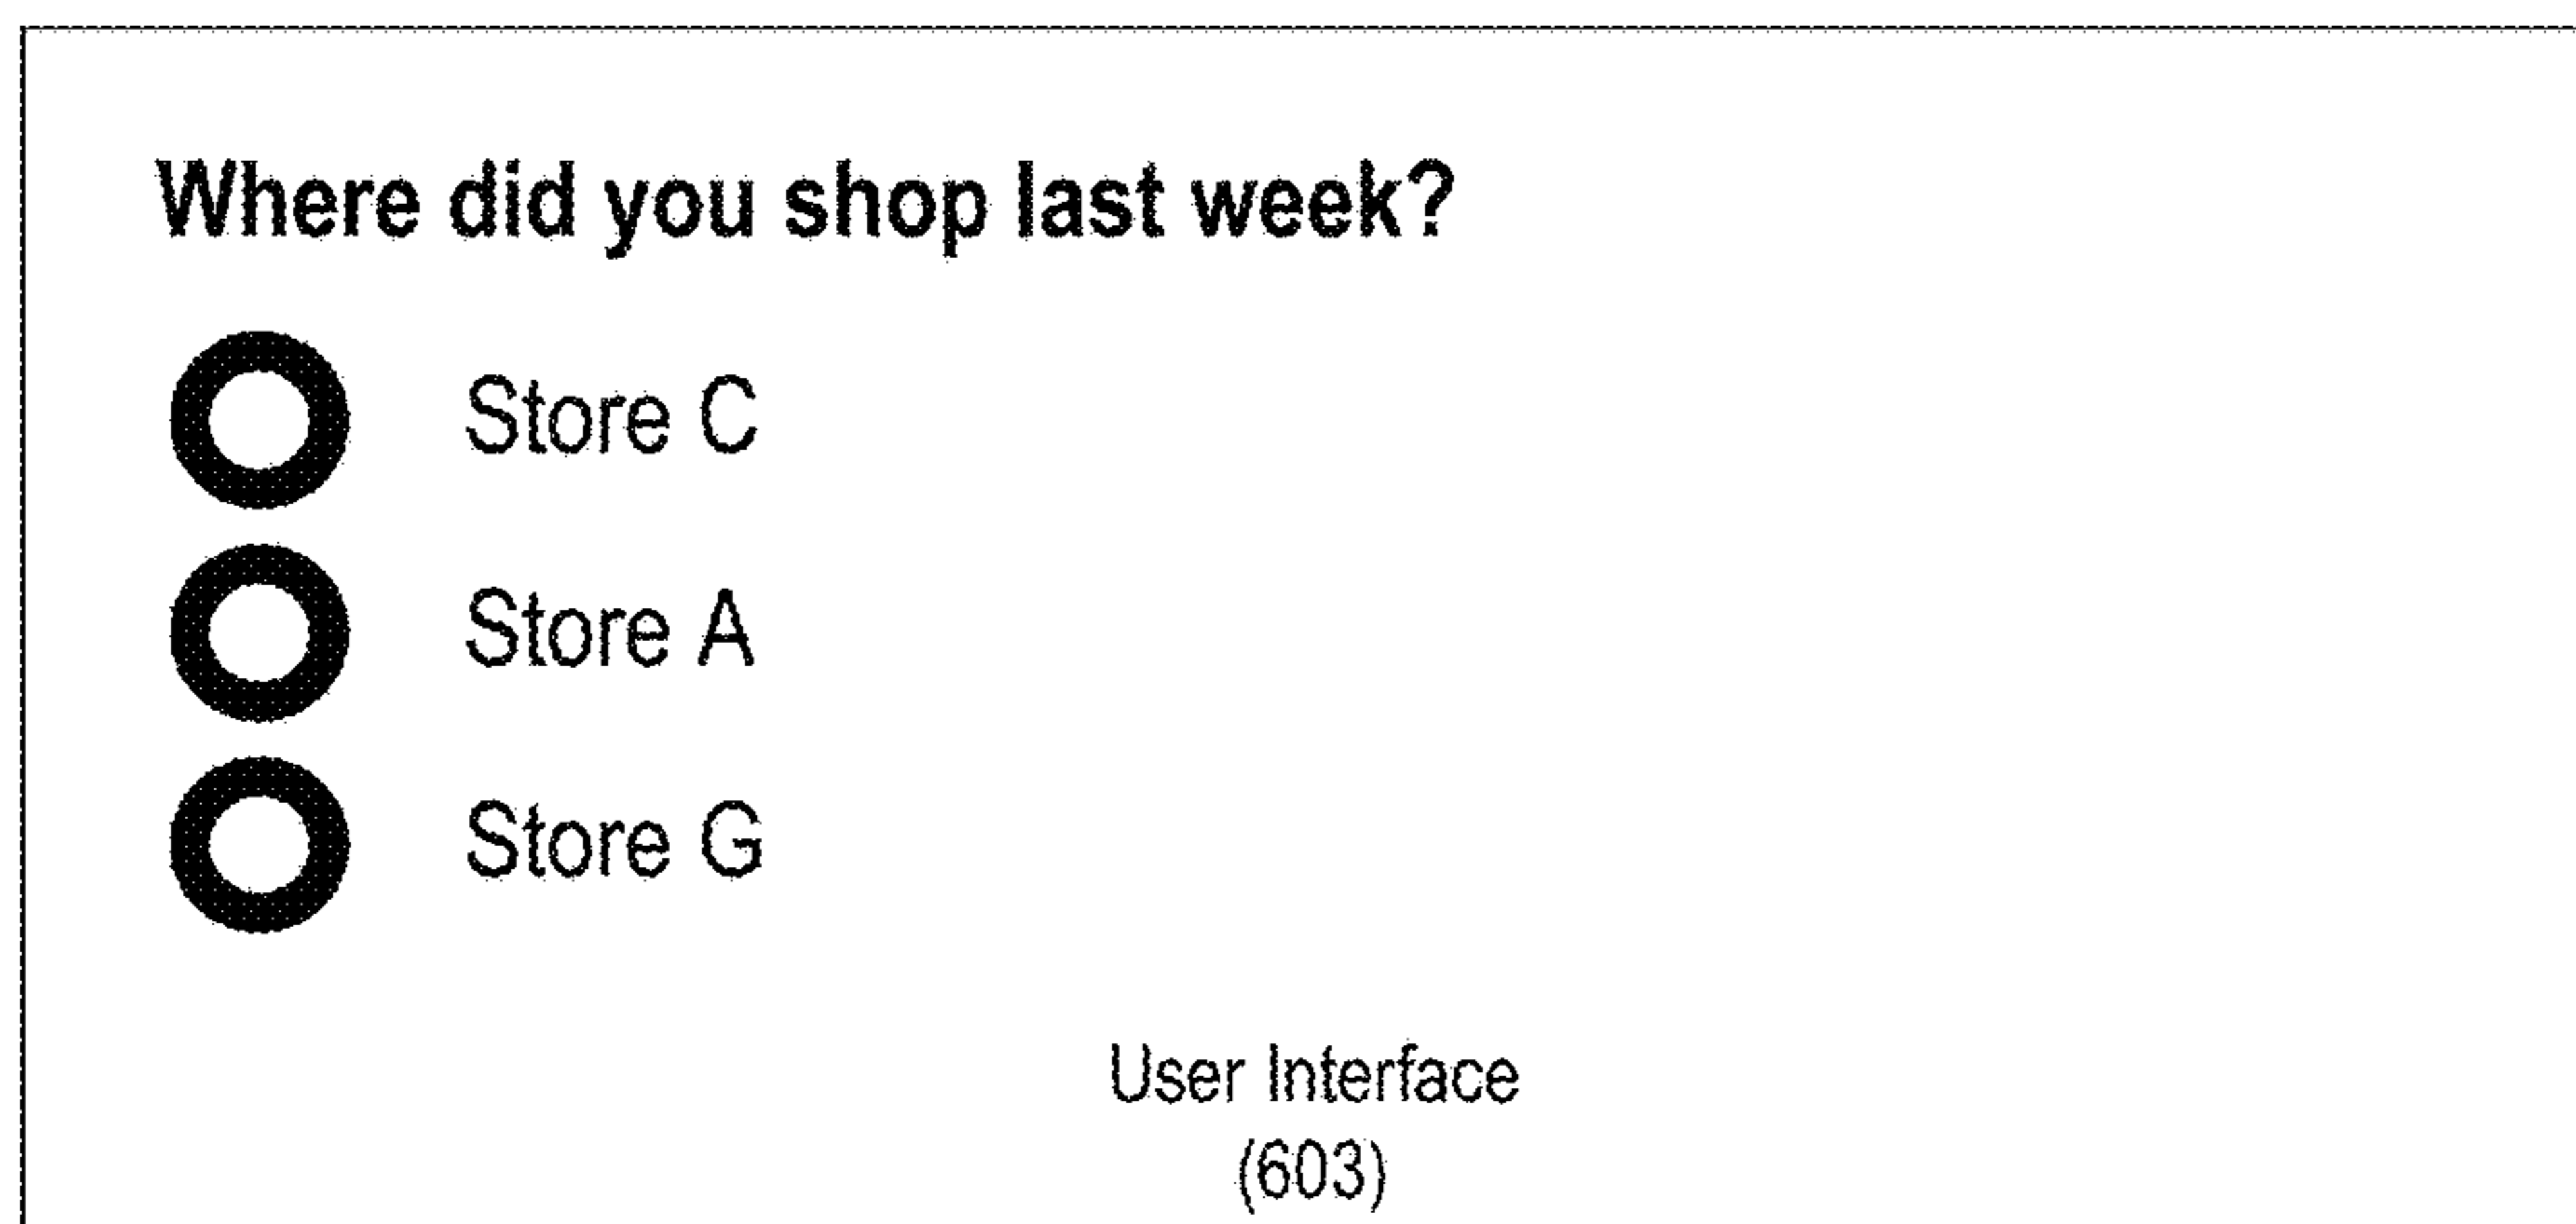 Where did you shop last week?
Store C
Store A
Store G
User Interface
(603)